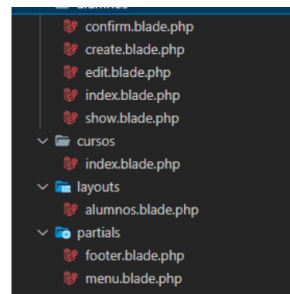 alumnos
confirm.blade.php
create.blade.php
edit.blade.php
index.blade.php
show.blade.php
cursos
index.blade.php
layouts
alumnos.blade.php
partials
footer.blade.php
menu.blade.php